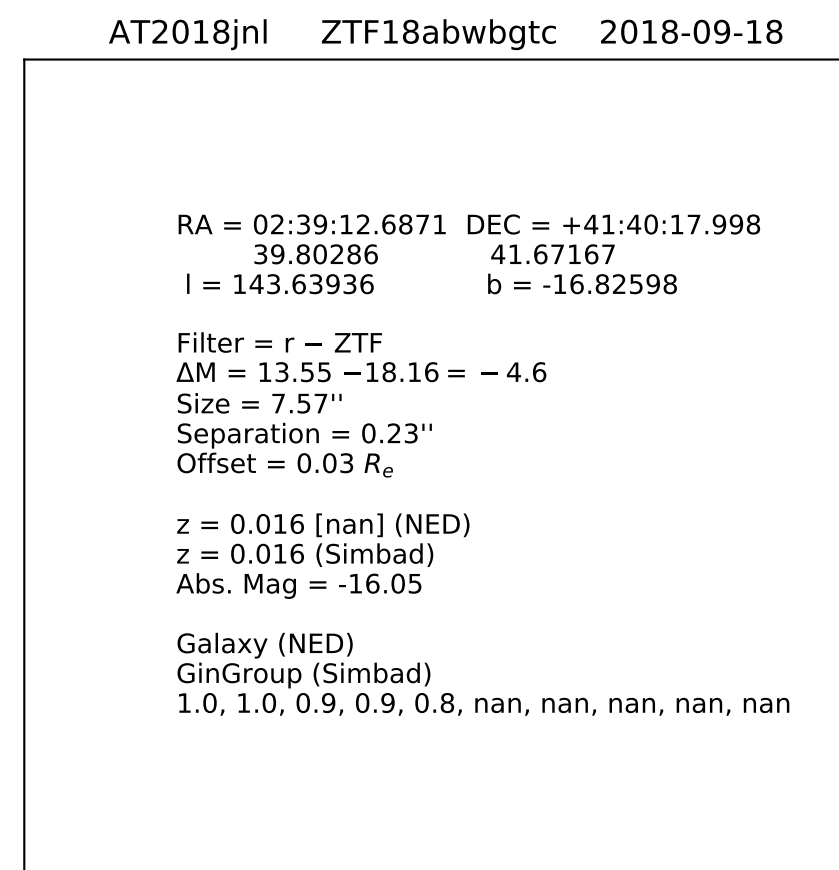 AT2018jnl ZTF18abwbgtc 2018-09-18
RA = 02:39:12.6871 DEC = +41:40:17.998
39.80286 41.67167
l = 143.63936 b = -16.82598
Filter = r − ZTF
ΔM = 13.55 −18.16 = − 4.6
Size = 7.57''
Separation = 0.23''
Offset = 0.03 Rₑ
z = 0.016 [nan] (NED)
z = 0.016 (Simbad)
Abs. Mag = -16.05
Galaxy (NED)
GinGroup (Simbad)
1.0, 1.0, 0.9, 0.9, 0.8, nan, nan, nan, nan, nan